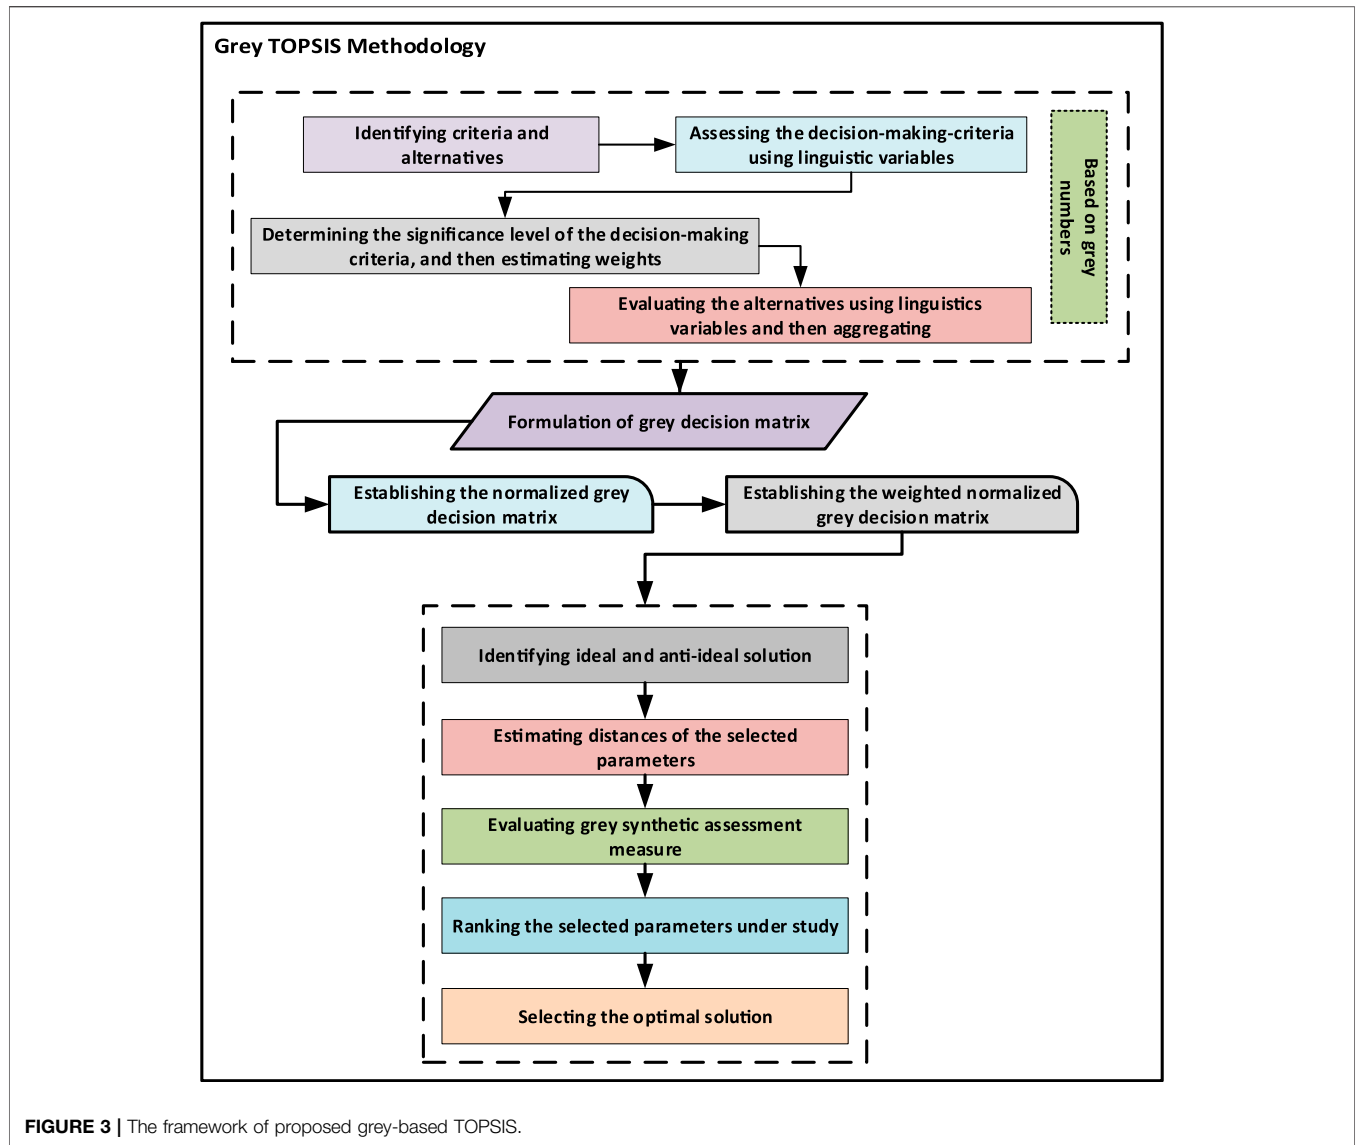 Grey TOPSIS Methodology
Identifying criteria and
alternatives
Assessing the decision-making-criteria
using linguistic variables
Based on grey
numbers
Determining the significance level of the decision-making
criteria, and then estimating weights
Evaluating the alternatives using linguistics
variables and then aggregating
Formulation of grey decision matrix
Establishing the normalized grey
decision matrix
Establishing the weighted normalized
grey decision matrix
Identifying ideal and anti-ideal solution
Estimating distances of the selected
parameters
Evaluating grey synthetic assessment
measure
Ranking the selected parameters under study
Selecting the optimal solution
FIGURE 3 | The framework of proposed grey-based TOPSIS.